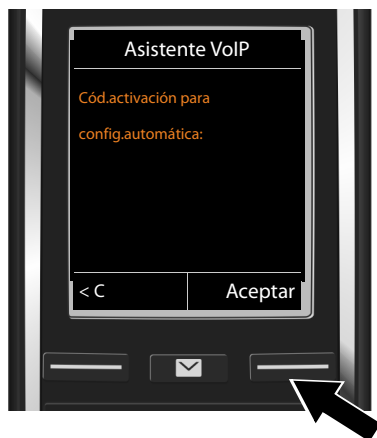 Asistente VoIP
Cód.activación para
config.automática:
< C
Aceptar